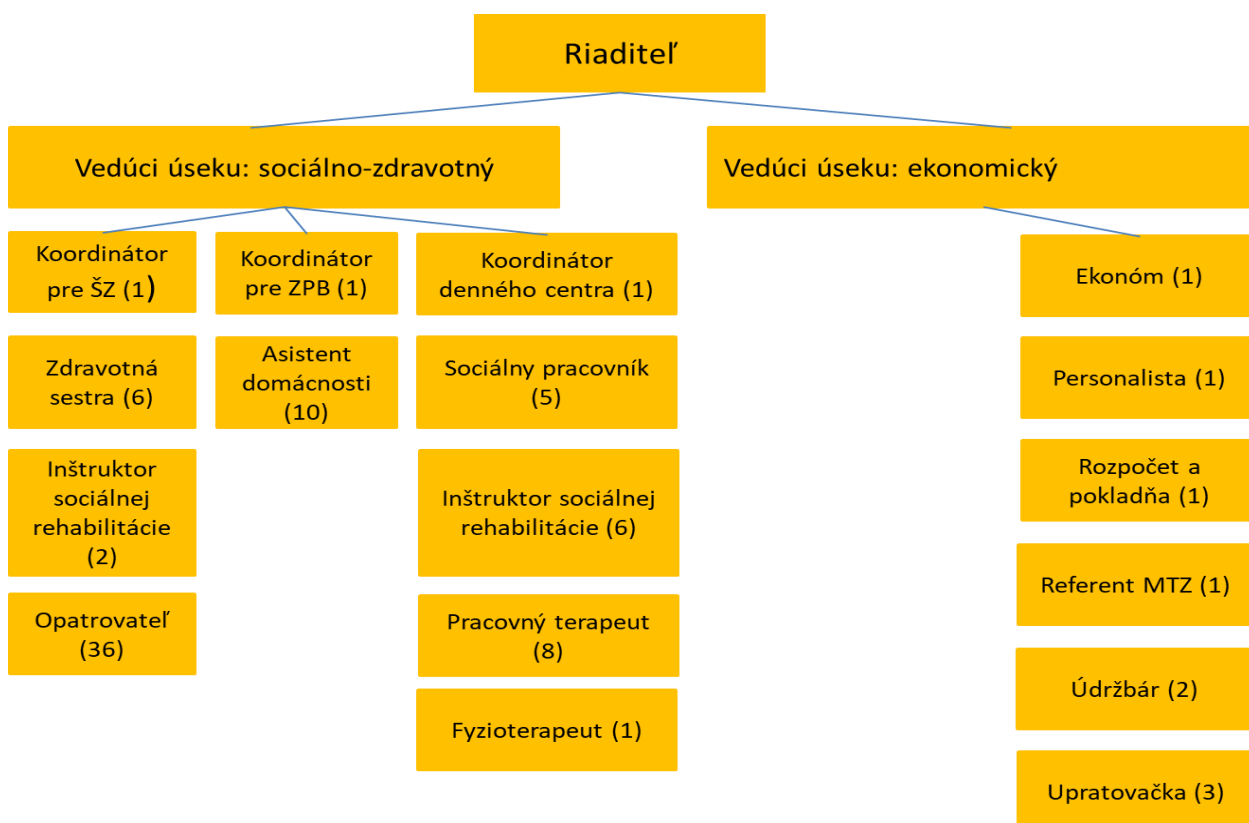 Riaditeľ
Vedúci úseku: sociálno-zdravotný
Vedúci úseku: ekonomický
Koordinátor
pre ŠZ (1)
Koordinátor
pre ZPB (1)
Koordinátor
denného centra (1)
Ekonóm (1)
Zdravotná
sestra (6)
Asistent
domácnosti
(10)
Sociálny pracovník
(5)
Personalista (1)
Inštruktor
sociálnej
rehabilitácie
(2)
Inštruktor sociálnej
rehabilitácie (6)
Rozpočet a
pokladňa (1)
Opatrovateľ
(36)
Pracovný terapeut
(8)
Referent MTZ (1)
Fyzioterapeut (1)
Údržbár (2)
Upratovačka (3)